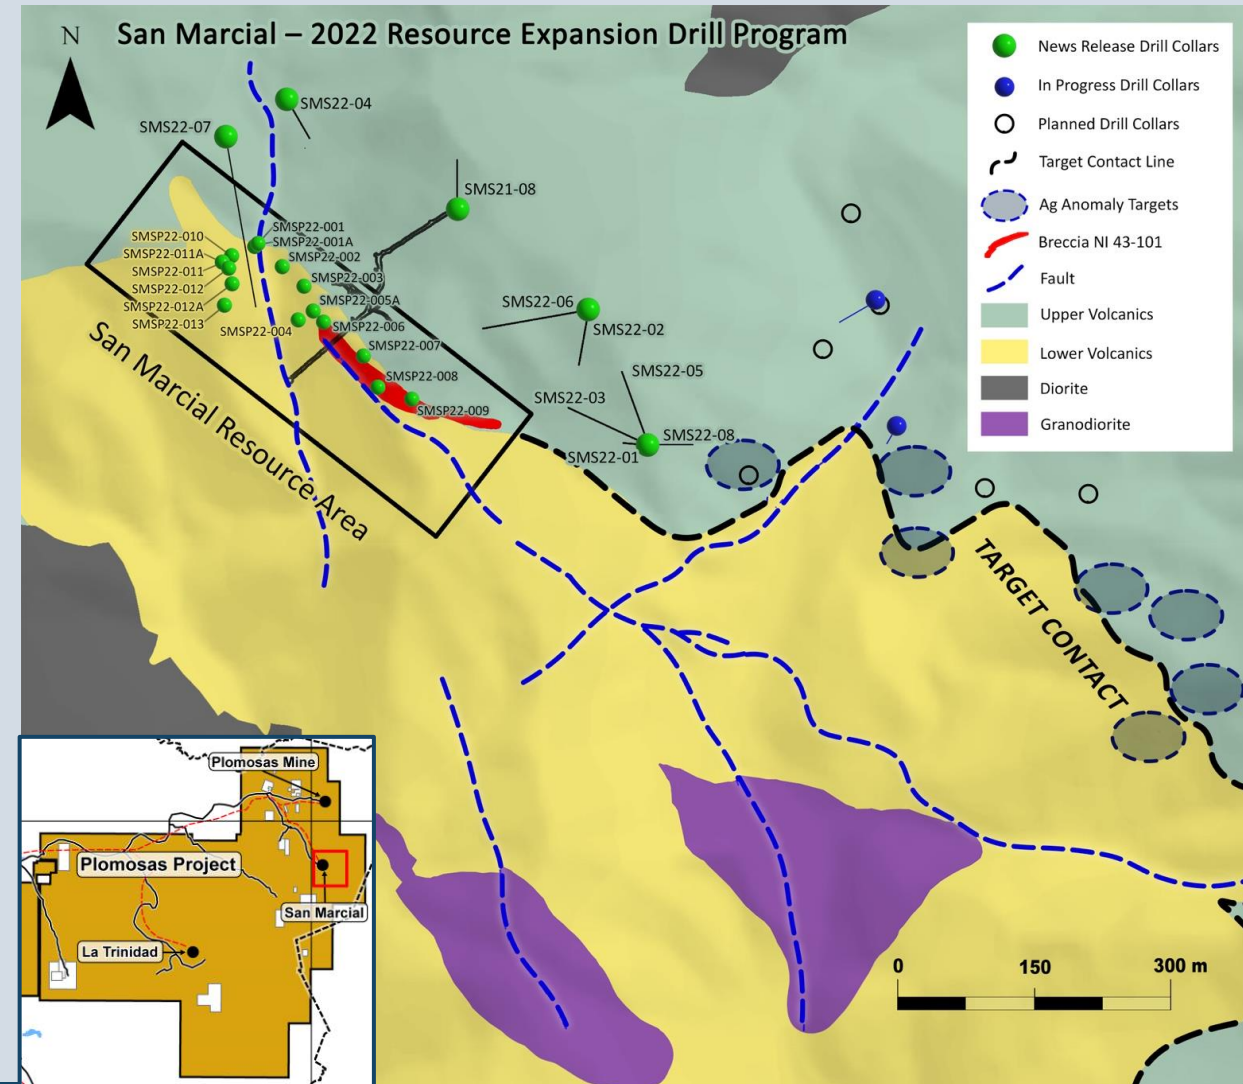 San Marcial – 2022 Resource Expansion Drill Program
N
SMS22-04
SMS22-07
SMS21-08
SMSP22-001
SMSP22-001A
SMSP22-002
SMSP22-003
SMSP22-005A
SMSP22-006
SMSP22-007
SMSP22-008
SMSP22-009
SMSP22-010
SMSP22-011A
SMSP22-011
SMSP22-012
SMSP22-012A
SMSP22-013
SMSP22-004
SMS22-06
SMS22-02
SMS22-05
SMS22-03
SMS22-08
SMS22-01
San Marcial Resource Area
TARGET CONTACT
News Release Drill Collars
In Progress Drill Collars
Planned Drill Collars
Target Contact Line
Ag Anomaly Targets
Breccia NI 43-101
Fault
Upper Volcanics
Lower Volcanics
Diorite
Granodiorite
Plomosas Mine
Plomosas Project
San Marcial
La Trinidad
0 150 300 m